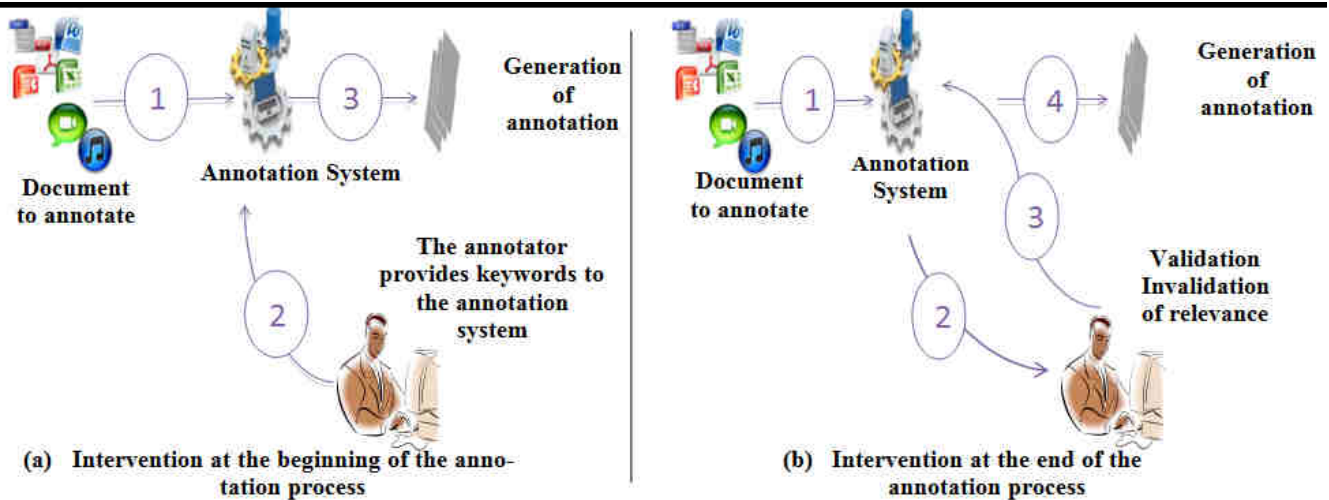 1
3
Generation
of
annotation
Annotation System
Document
to annotate
The annotator
provides keywords to
the annotation
system
2
(a) Intervention at the beginning of the anno-
tation process
1
4
Generation
of
annotation
Annotation
System
Document
to annotate
3
Validation
Invalidation
of relevance
2
(b) Intervention at the end of the
annotation process